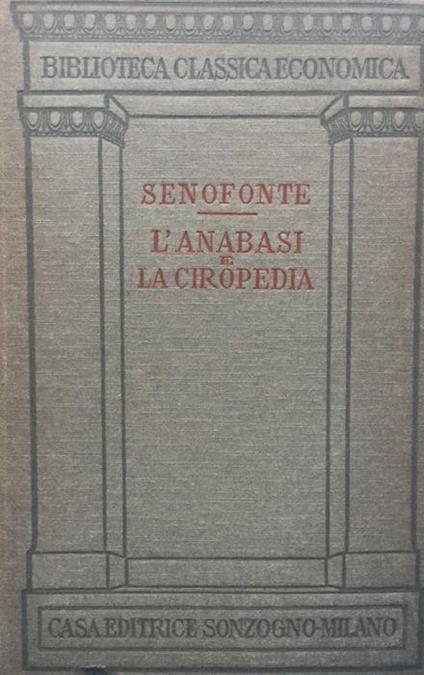 BIBLIOTECA CLASSICA ECONOMICA
SENOFONTE
L'ANABASI
E
LA CIROPEDIA
CASA EDITRICE SONZOGNO-MILANO